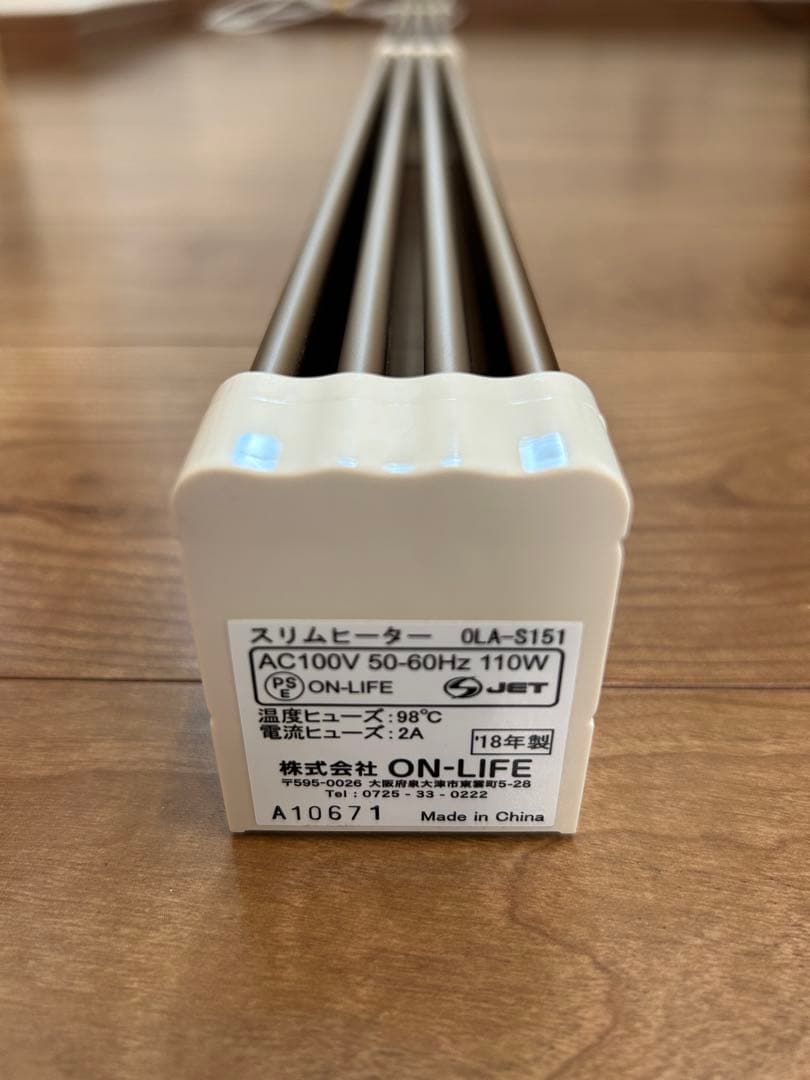 スリムヒーター OLA-S151
AC100V 50-60Hz 110W
PSE ON-LIFE JET
温度ヒューズ:98℃
電流ヒューズ:2A
'18年製
株式会社 ON-LIFE
〒595-0026 大阪府泉大津市東雲町5-28
Tel:0725-33-0222
A10671 Made in China